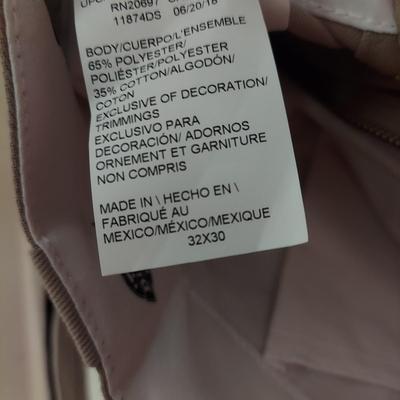 RN20697
11874DS 06/20/18
BODY/CUERPO/L'ENSEMBLE
65% POLYESTER/
POLIÉSTER/POLYESTER
35% COTTON/ALGODÓN/
COTON
EXCLUSIVE OF DECORATION/
TRIMMINGS
EXCLUSIVO PARA
DECORACIÓN/ ADORNOS
ORNEMENT ET GARNITURE
NON COMPRIS
MADE IN \ HECHO EN \
FABRIQUÉ AU
MEXICO/MÉXICO/MEXIQUE
32X30